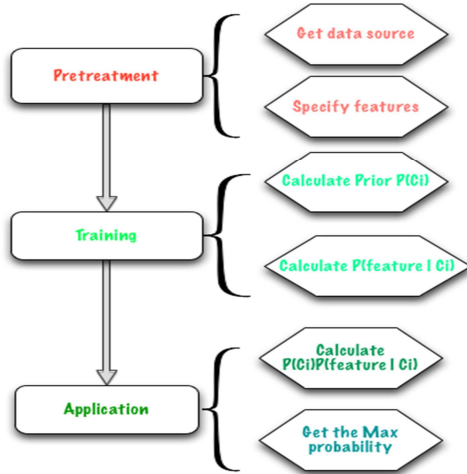 Get data source
Pretreatment
Specify features
Calculate Prior P(Ci)
Training
Calculate P(feature | Ci)
Calculate
P(Ci)P(feature | Ci)
Application
Get the Max
probability